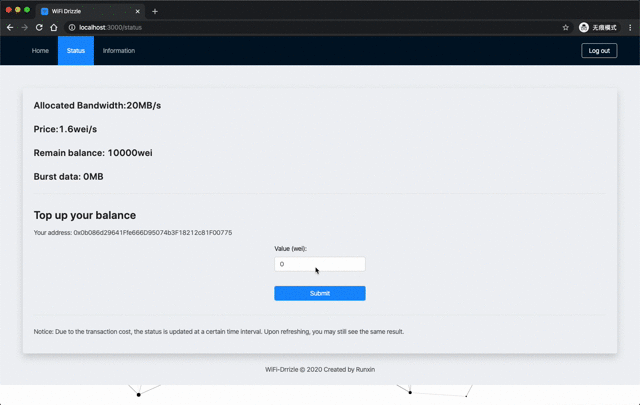 WiFi Drizzle
localhost:3000/status
无痕模式
Home
Status
Information
Log out
Allocated Bandwidth:20MB/s
Price:1.6wei/s
Remain balance: 10000wei
Burst data: 0MB
Top up your balance
Your address: 0x0b086d29641Ffe666D95074b3F18212c81F00775
Value (wei):
0
Submit
Notice: Due to the transaction cost, the status is updated at a certain time interval. Upon refreshing, you may still see the same result.
WiFi-Drrizle © 2020 Created by Runxin